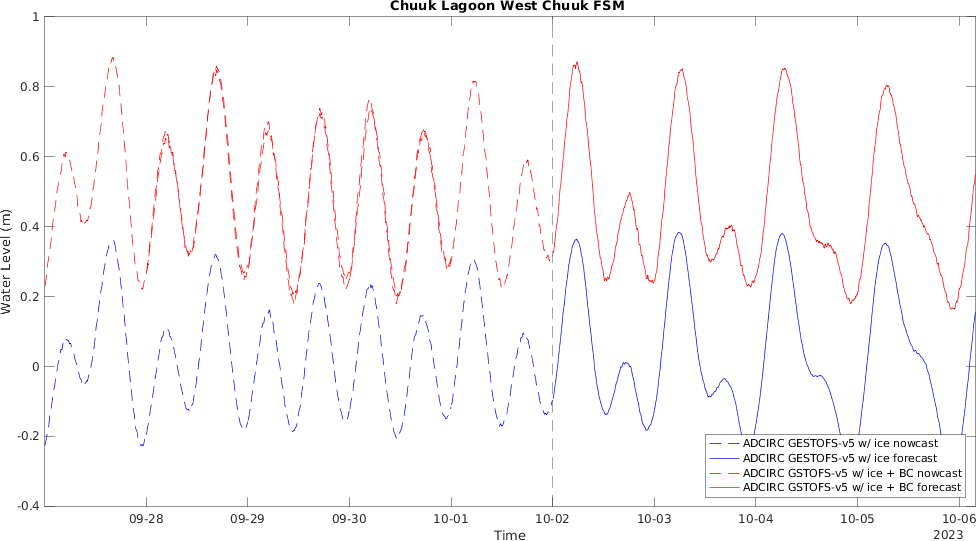 Chuuk Lagoon West Chuuk FSM
1
0.8
0.6
0.4
0.2
0
-0.2
-0.4
Water Level (m)
ADCIRC GESTOFS-v5 w/ ice nowcast
ADCIRC GESTOFS-v5 w/ ice forecast
ADCIRC GSTOFS-v5 w/ ice + BC nowcast
ADCIRC GSTOFS-v5 w/ ice + BC forecast
09-28 09-29 09-30 10-01 10-02 10-03 10-04 10-05 10-06
2023
Time